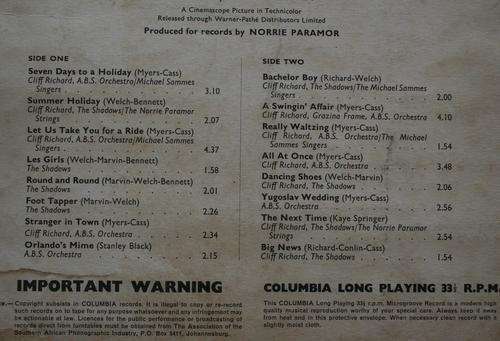 A Cinemascope Picture in Technicolor
Released through Warner-Pathé Distributors Limited
Produced for records by NORRIE PARAMOR
SIDE ONE
Seven Days to a Holiday (Myers-Cass)
Cliff Richard, A.B.S. Orchestra/Michael Sammes
Singers . . . . . . . . 3.10
Summer Holiday (Welch-Bennett)
Cliff Richard, The Shadows/The Norrie Paramor
Strings . . . . . . . . 2.07
Let Us Take You for a Ride (Myers-Cass)
Cliff Richard, A.B.S. Orchestra/Michael Sammes
Singers . . . . . . . . 4.37
Les Girls (Welch-Marvin-Bennett)
The Shadows . . . . . . . 1.58
Round and Round (Marvin-Welch-Bennett)
The Shadows . . . . . . . 2.01
Foot Tapper (Marvin-Welch)
The Shadows . . . . . . . 2.26
Stranger in Town (Myers-Cass)
Cliff Richard, A.B.S. Orchestra . . . 2.34
Orlando's Mime (Stanley Black)
A.B.S. Orchestra . . . . . . 2.15
SIDE TWO
Bachelor Boy (Richard-Welch)
Cliff Richard, The Shadows/The Michael Sammes
Singers . . . . . . . . 2.00
A Swingin' Affair (Myers-Cass)
Cliff Richard, Grazina Frame, A.B.S. Orchestra 4.10
Really Waltzing (Myers-Cass)
Cliff Richard, A.B.S. Orchestra/The Michael
Sammes Singers . . . . . . 1.54
All At Once (Myers-Cass)
Cliff Richard, A.B.S. Orchestra . . . 3.48
Dancing Shoes (Welch-Marvin)
Cliff Richard, The Shadows . . . . 2.06
Yugoslav Wedding (Myers-Cass)
A.B.S. Orchestra . . . . . . 2.56
The Next Time (Kaye Springer)
Cliff Richard, The Shadows/The Norrie Paramor
Strings . . . . . . . . 2.54
Big News (Richard-Conlin-Cass)
Cliff Richard, The Shadows . . . . 1.54
IMPORTANT WARNING
Copyright subsists in COLUMBIA records. It is illegal to copy or re-record
such records on to tape for any purpose whatsoever and any infringement may
be actionable at law. Licences for the public performance or broadcasting of
records direct from turntables must be obtained from The Association of the
Southern African Phonographic Industry, P.O. Box 5411, Johannesburg.
COLUMBIA LONG PLAYING 33⅓ R.P.M.
This COLUMBIA Long Playing 33⅓ r.p.m. Microgroove Record is a modern high
quality musical reproduction worthy of your special care. Always keep it away
from heat and in this protective envelope. When necessary clean record with a
slightly moist cloth.